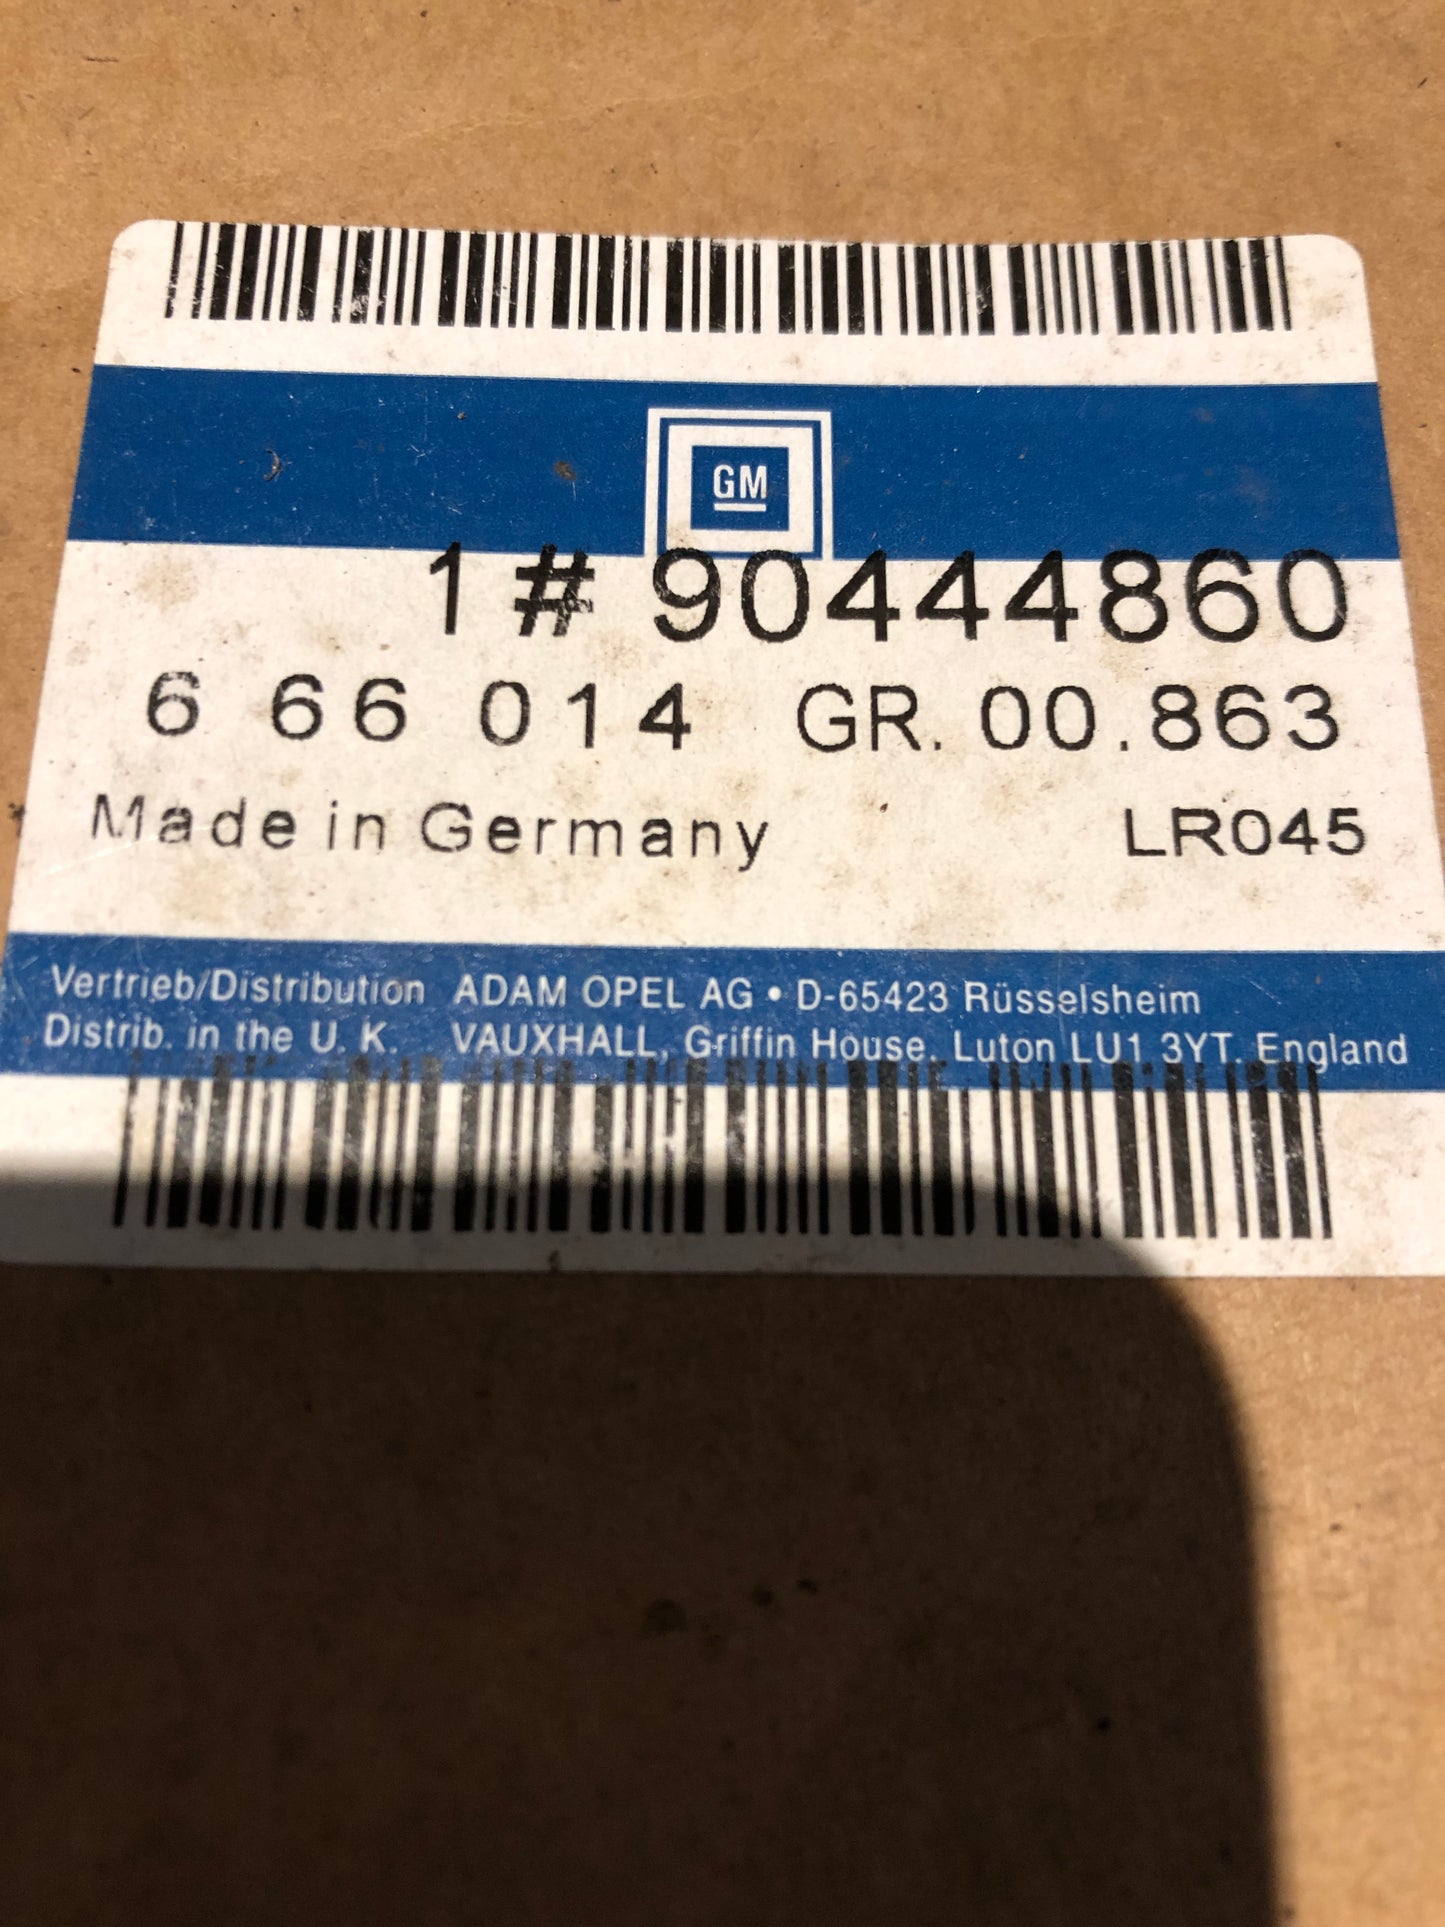 GM
1 # 90444860
6 66 014 GR. 00.863
Made in Germany LR045
Vertrieb/Distribution ADAM OPEL AG • D-65423 Rüsselsheim
Distrib. in the U. K. VAUXHALL, Griffin House, Luton LU1 3YT, England